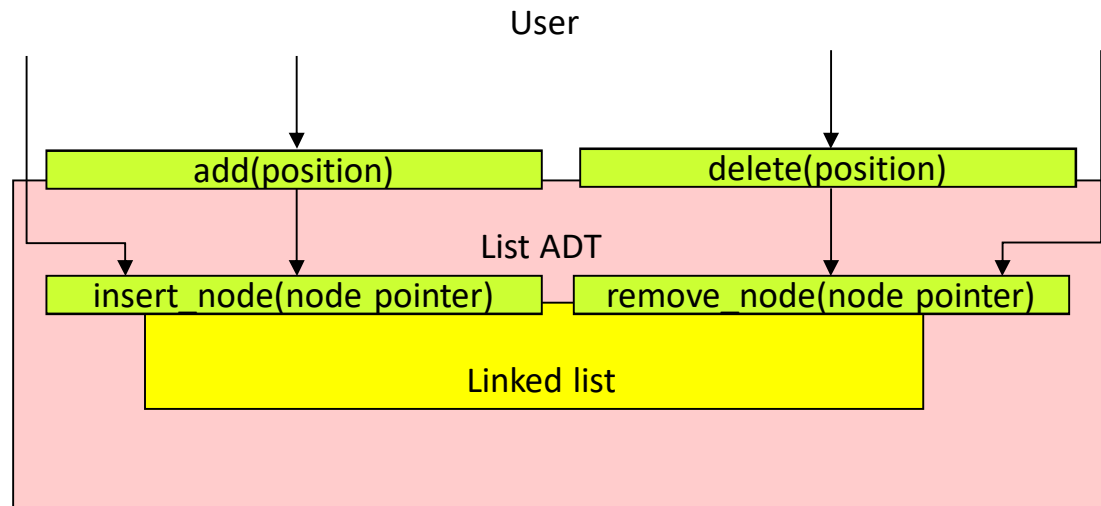 User
add(position)
delete(position)
List ADT
insert_node(node pointer)
remove_node(node pointer)
Linked list